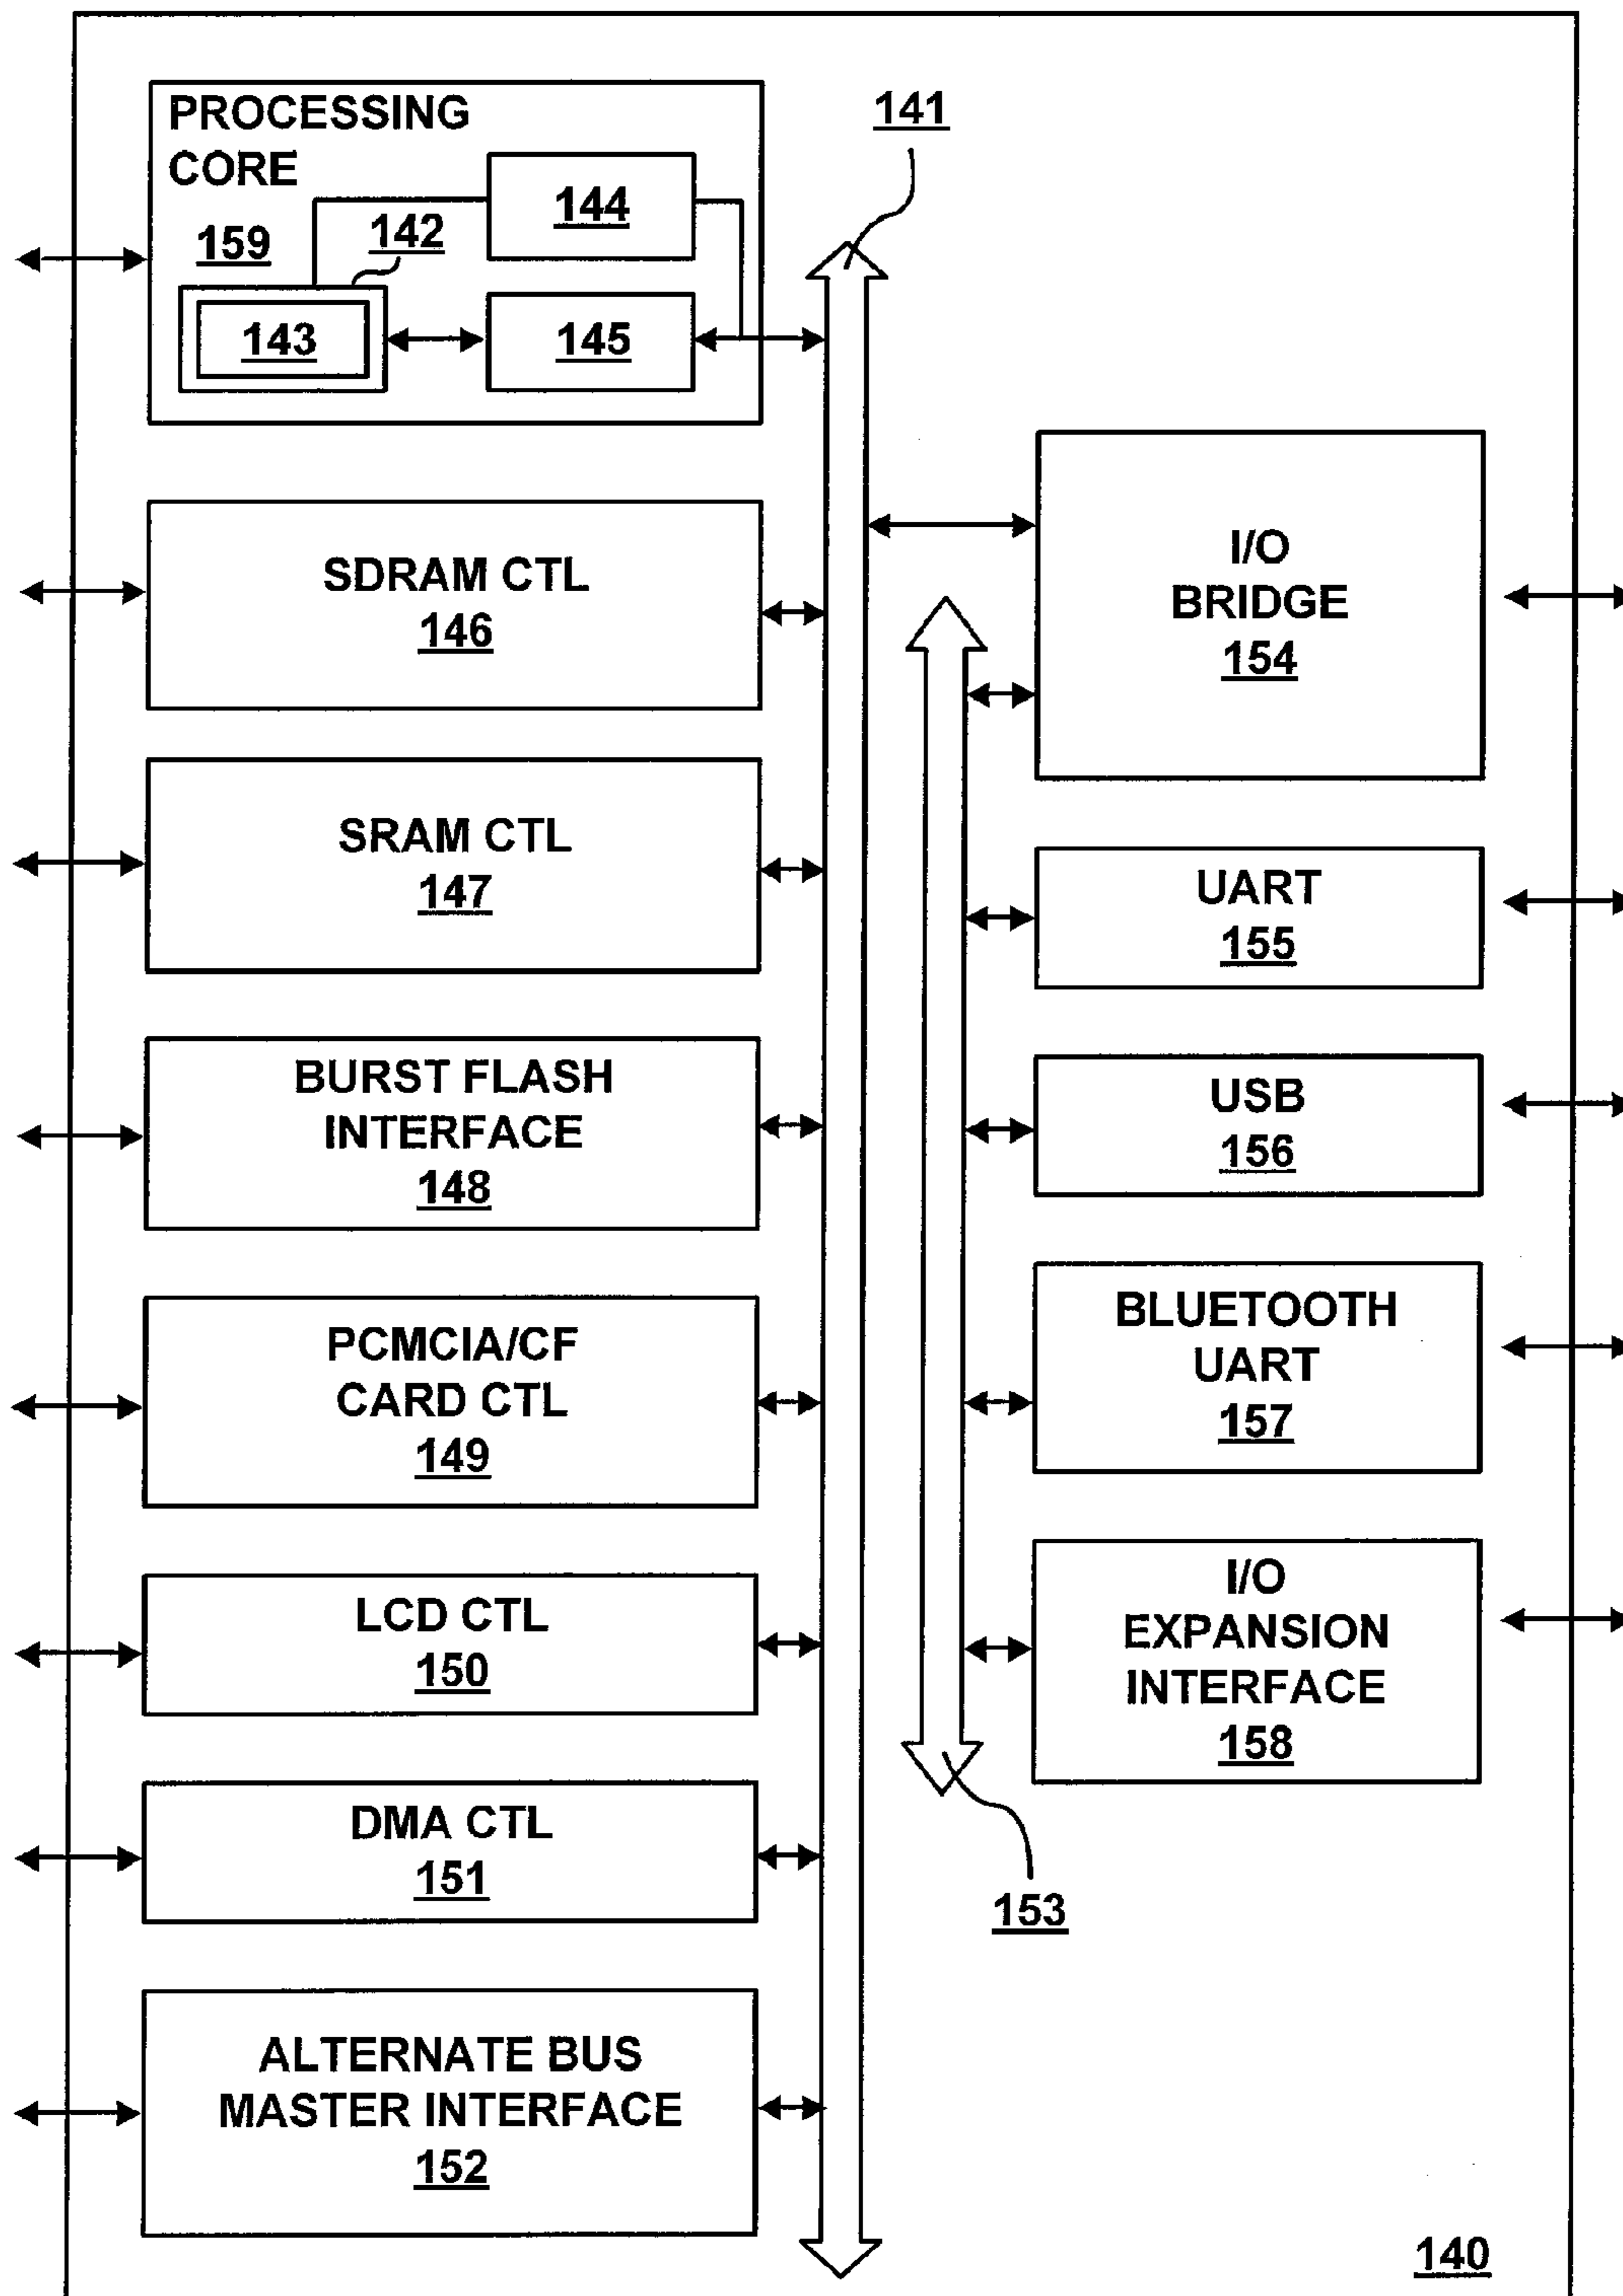 PROCESSING
CORE
141
144
159
142
143
145
SDRAM CTL
146
SRAM CTL
147
BURST FLASH
INTERFACE
148
PCMCIA/CF
CARD CTL
149
LCD CTL
150
DMA CTL
151
ALTERNATE BUS
MASTER INTERFACE
152
I/O
BRIDGE
154
UART
155
USB
156
BLUETOOTH
UART
157
I/O
EXPANSION
INTERFACE
158
153
140